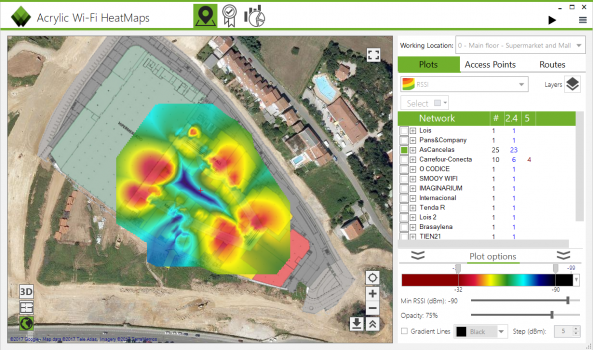 Acrylic Wi-Fi HeatMaps
Working Location: 0 - Main floor - Supermarket and Mall
Plots Access Points Routes
RSSI Layers
Select
Network # 2.4 5
Lois 1 1
Pans&Company 1 1
AsCancelas 25 23
Carrefour-Conecta 10 6 4
O CODICE 1 1
SMOOY WIFI 1 1
IMAGINARIUM 1 1
Internacional 1 1
Tenda R 1 1
Lois 2 1 1
Brasaylena 1 1
TIEN21 1 1
Plot options
-32 -90
Min RSSI (dBm): -90
Opacity: 75%
Gradient Lines: Black Step (dBm): 5
3D
©2017 Google - Map data ©2017 Tele Atlas, Imagery ©2017 TerraMetrics